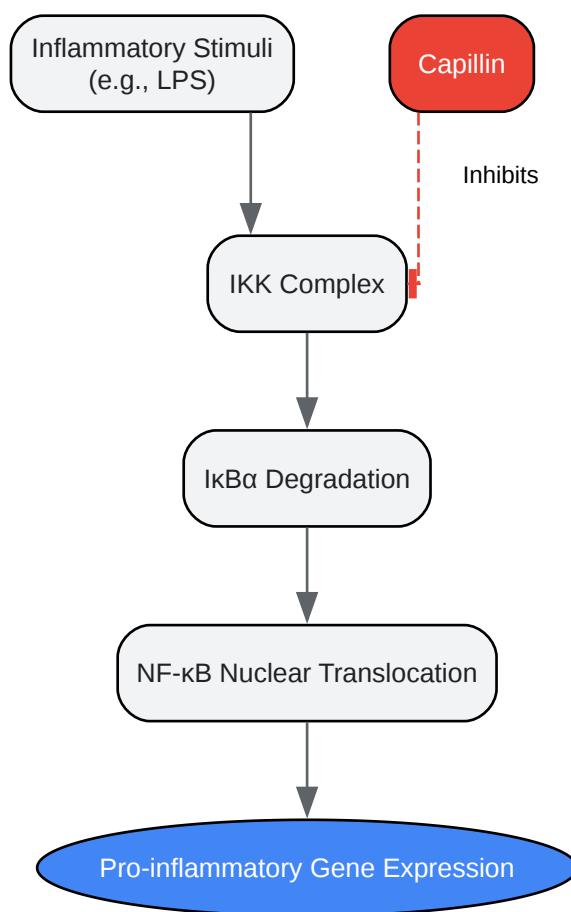 Inflammatory Stimuli
(e.g., LPS)
Capillin
Inhibits
IKK Complex
IκBα Degradation
NF-κB Nuclear Translocation
Pro-inflammatory Gene Expression